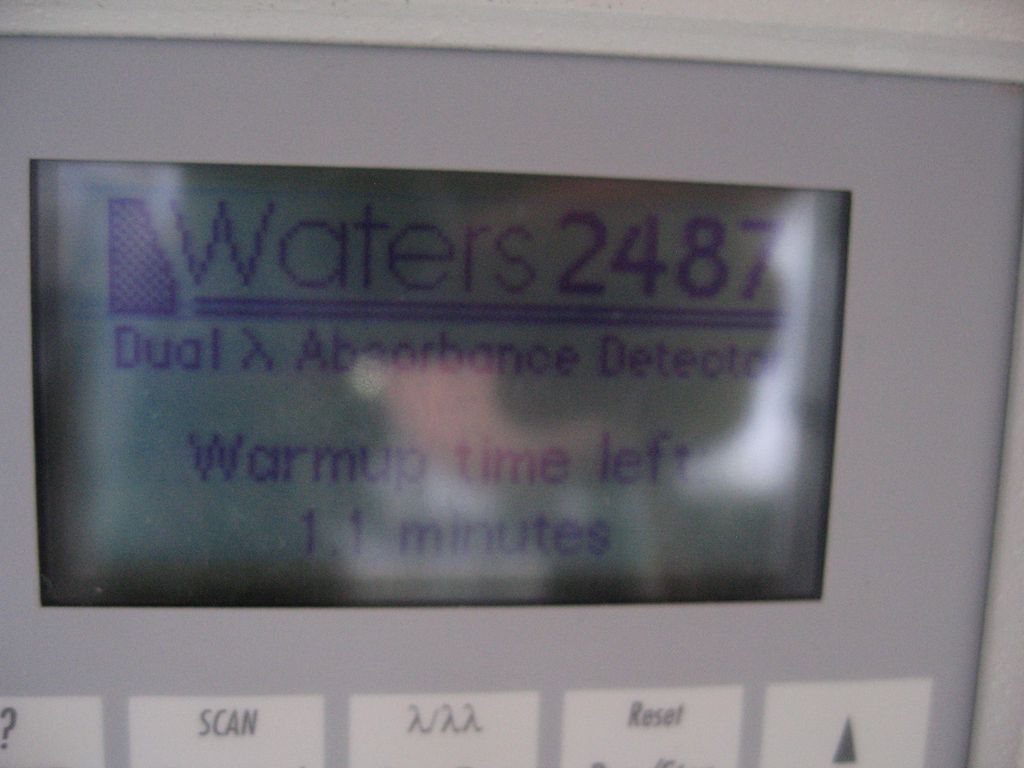 Waters 2487
Dual λ Absorbance Detector
Warmup time left:
1.1 minutes
?
SCAN
λ/λλ
Reset